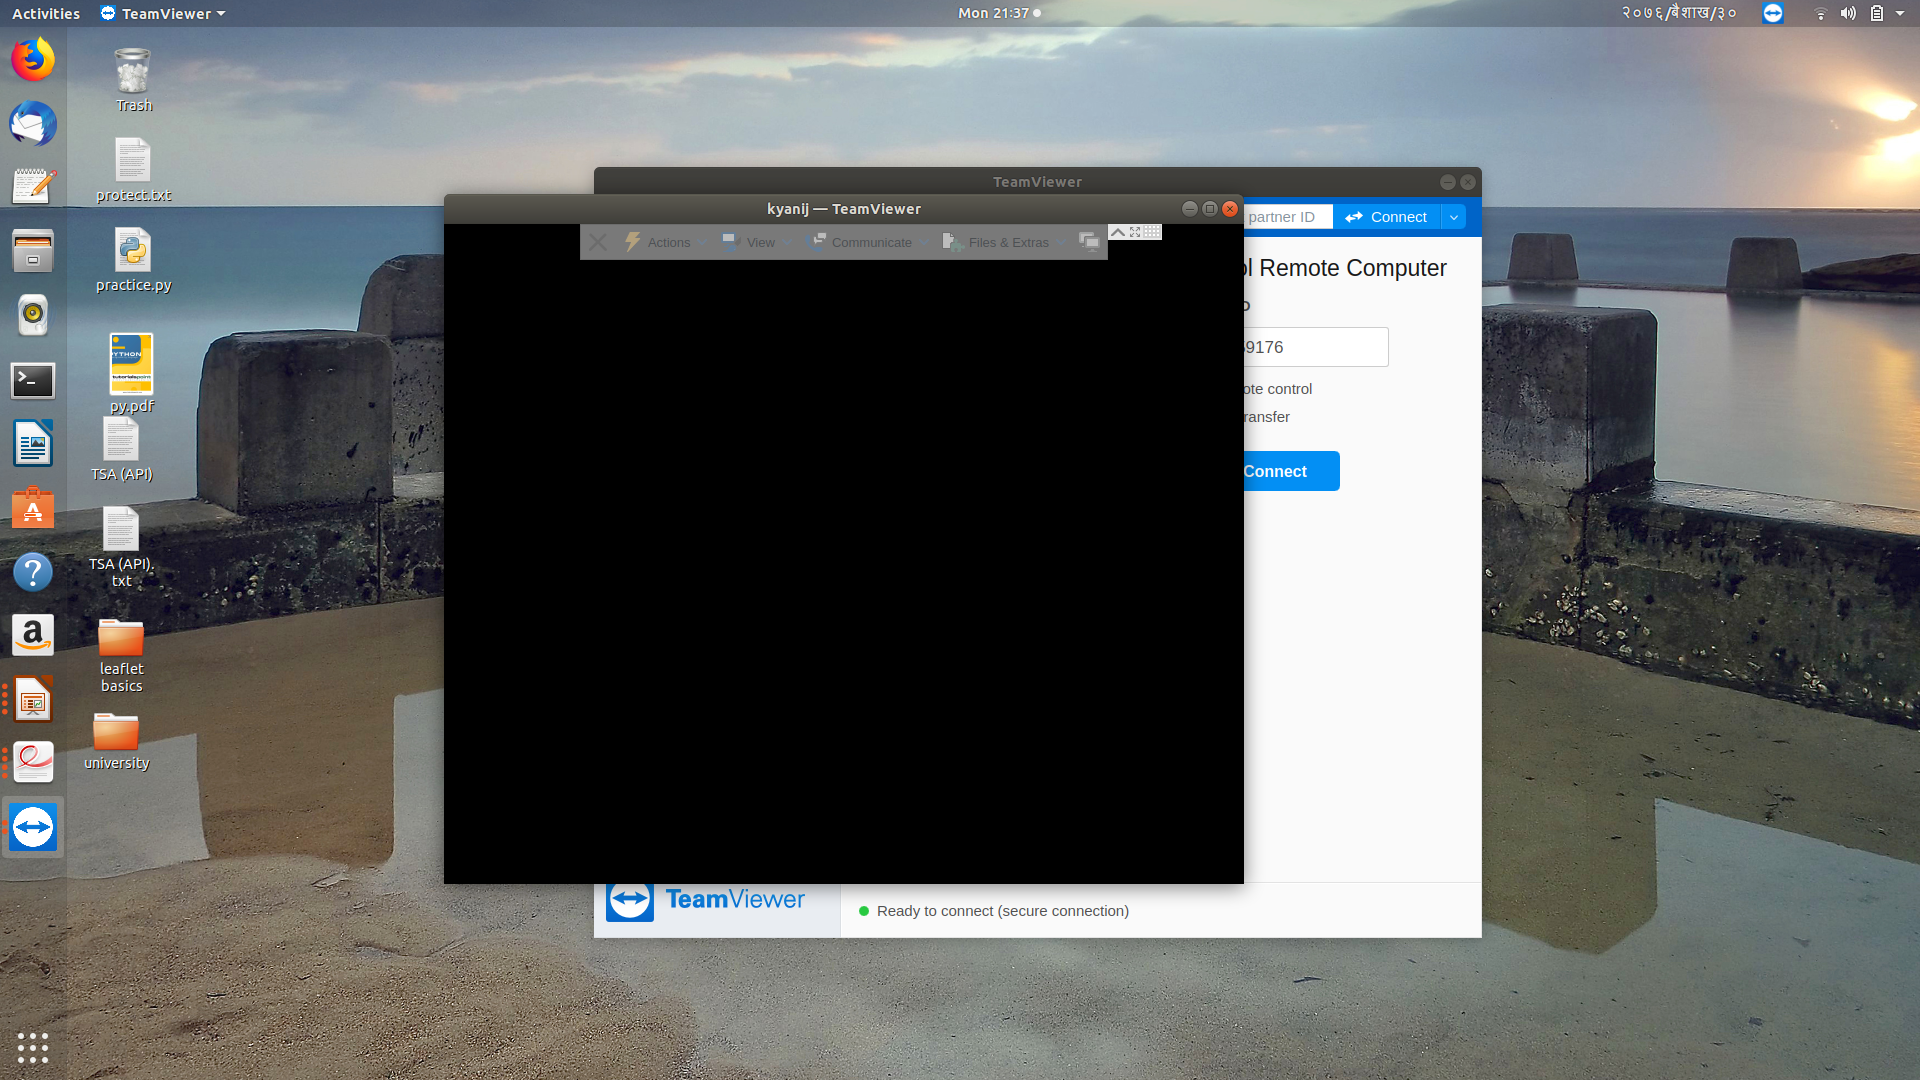 Activities
TeamViewer
Mon 21:37
२०७६/बैशाख/३०
Trash
protect.txt
practice.py
PYTHON
tutorialspoint
py.pdf
TSA (API)
TSA (API).
txt
leaflet
basics
university
TeamViewer
partner ID
Connect
kyanij — TeamViewer
Actions
View
Communicate
Files & Extras
ol Remote Computer
9176
ote control
ransfer
Connect
TeamViewer
Ready to connect (secure connection)